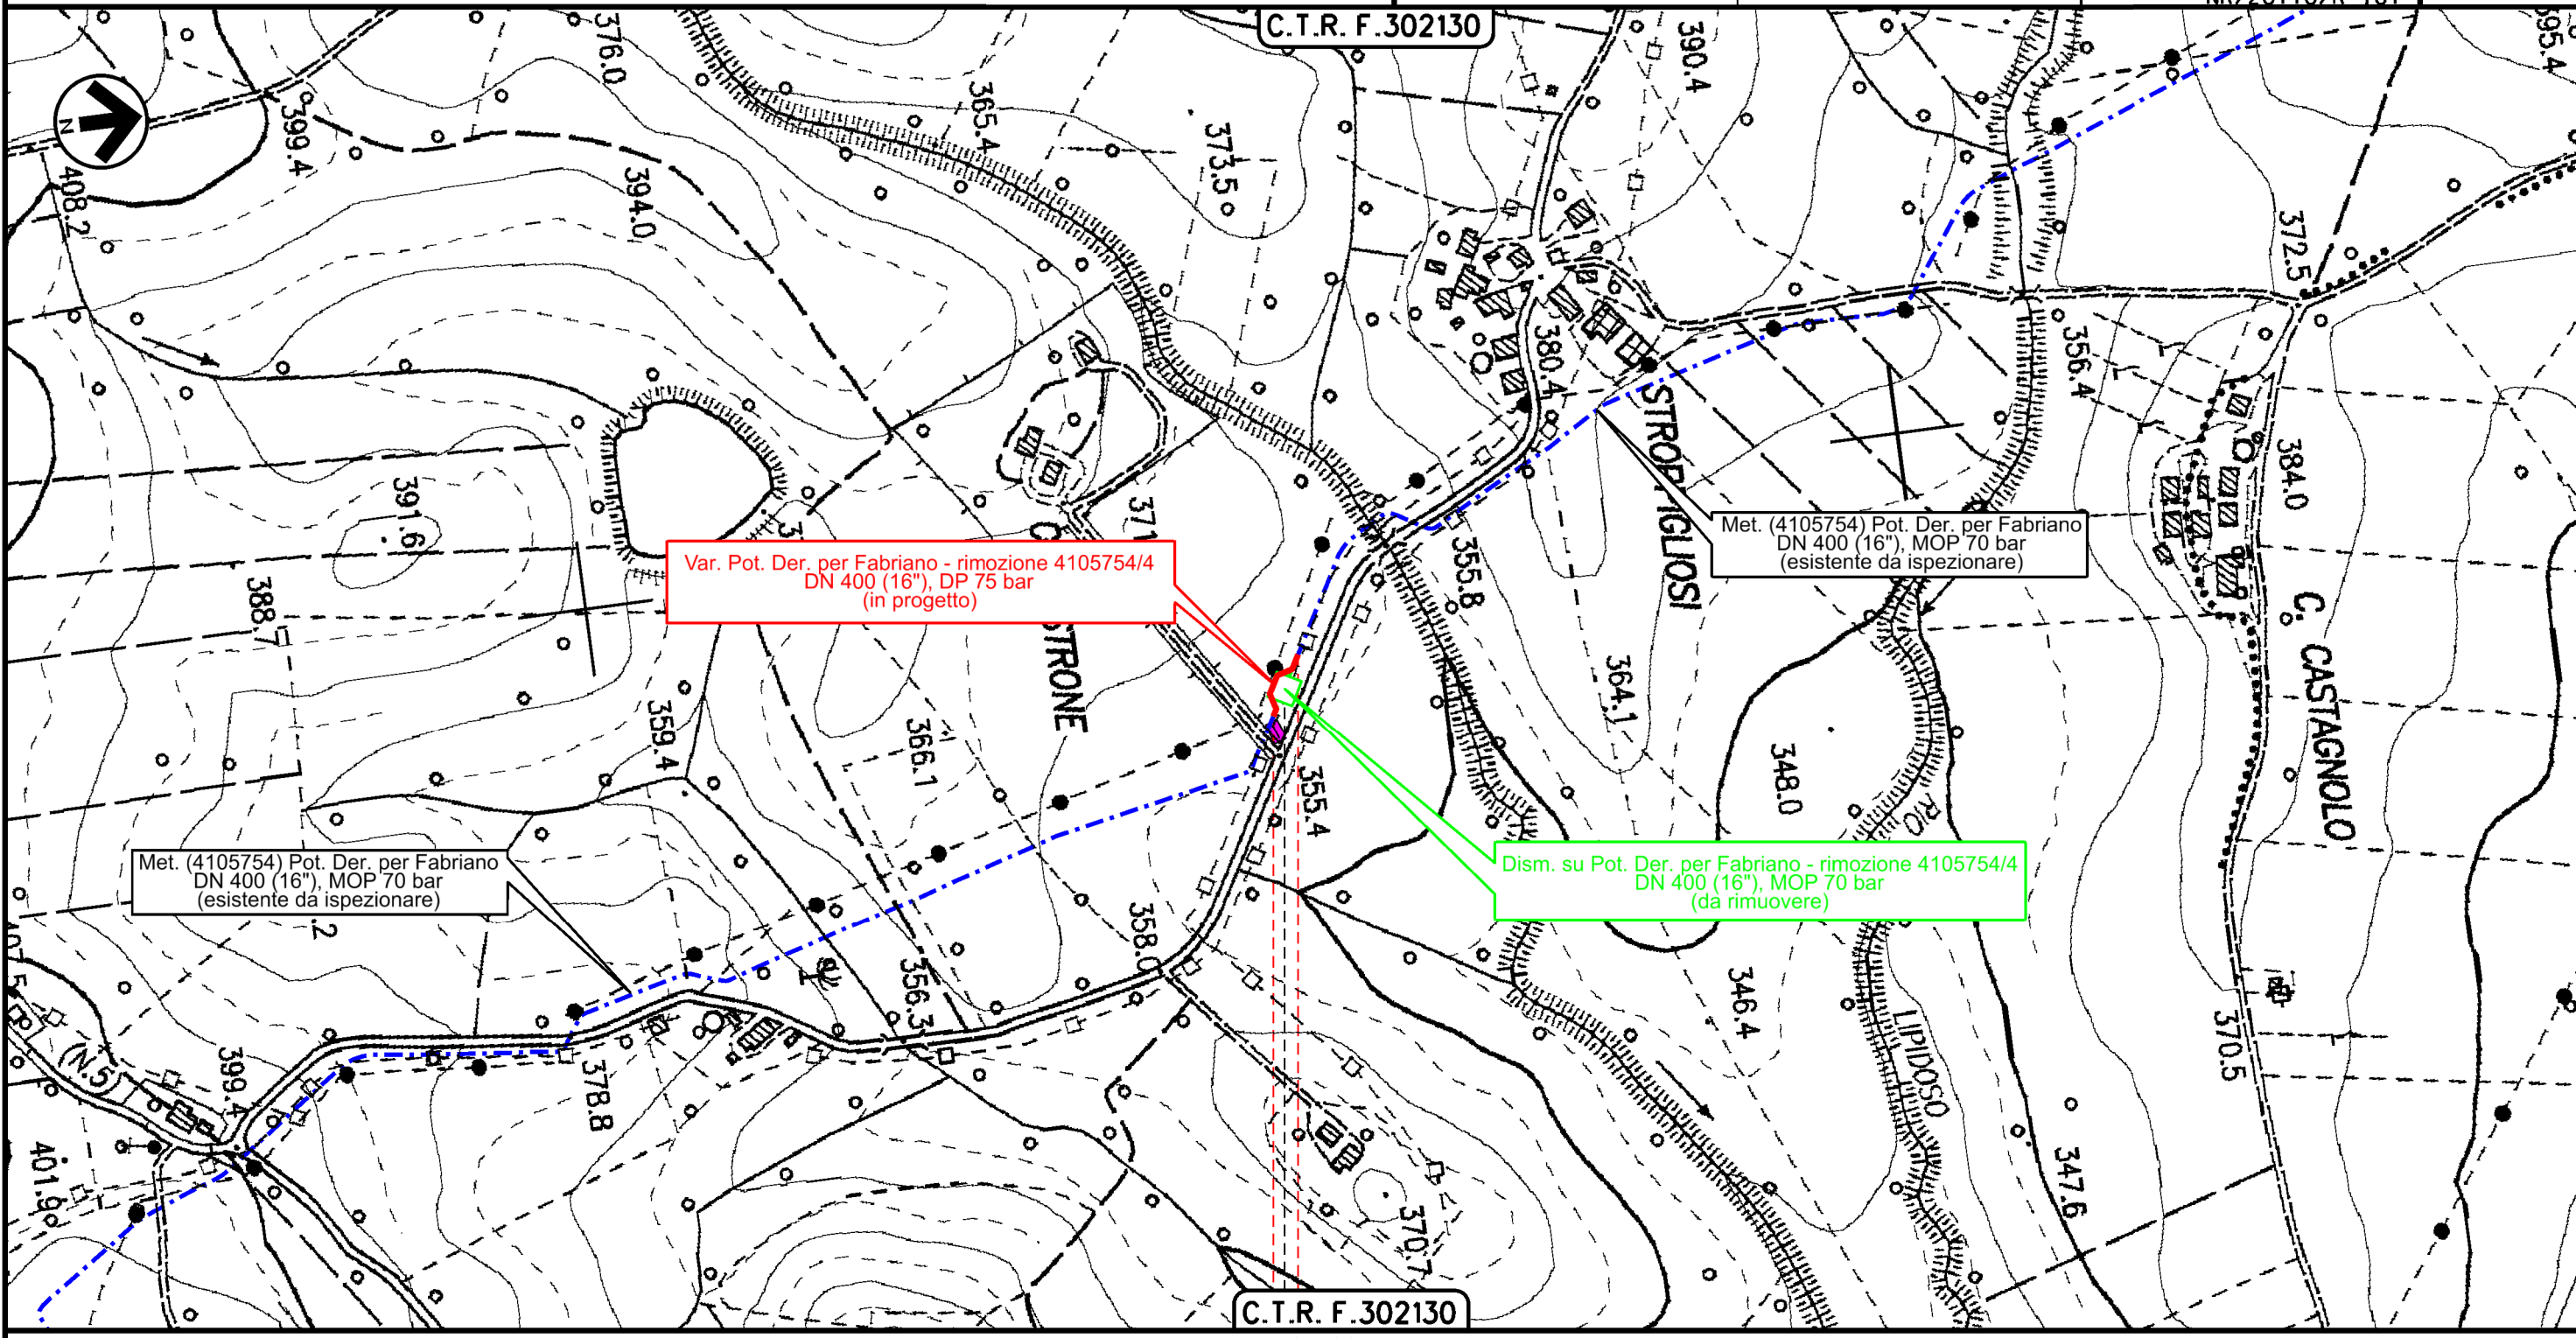 C.T.R. F.302130
N
376.0
399.4
408.2
394.0
365.4
373.5
390.4
395.4
372.5
380.4
356.4
384.0
391.6
388.7
355.8
364.1
348.0
359.4
366.1
355.4
Var. Pot. Der. per Fabriano - rimozione 4105754/4
DN 400 (16"), DP 75 bar
(in progetto)
Met. (4105754) Pot. Der. per Fabriano
DN 400 (16"), MOP 70 bar
(esistente da ispezionare)
C. CASTAGNOLO
Dism. su Pot. Der. per Fabriano - rimozione 4105754/4
DN 400 (16"), MOP 70 bar
(da rimuovere)
Met. (4105754) Pot. Der. per Fabriano
DN 400 (16"), MOP 70 bar
(esistente da ispezionare)
RIO
LIPIDOSO
358.0
356.3
346.4
370.5
(N.5)
399.4
378.8
401.9
370.7
347.6
C.T.R. F.302130